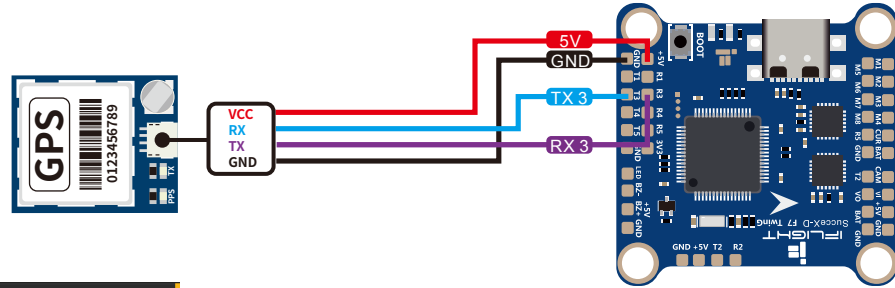 GPS
0123456789
TX
PPS
VCC
RX
TX
GND
5V
GND
TX 3
RX 3
BOOT
GND +5V
T1 R1
T3 R3
T4 R4
T5 R5
GND 3V3
LED
BZ-
BZ+ +5V
GND
GND +5V T2 R2
M1
M5 M2
M6 M3
M7 M4
M8 CUR
R5 BAT
GND
T2 CAM
VO VI
BAT +5V
GND GND
SucceX-D F7 TwinG
IFLIGHT